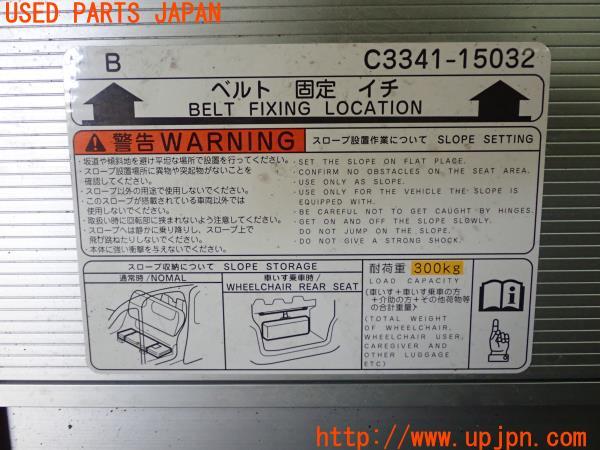 USED PARTS JAPAN
B
C3341-15032
ベルト 固定 イチ
BELT FIXING LOCATION
警告 WARNING
スロープ設置作業について SLOPE SETTING
・坂道や傾斜地を避け平坦な場所で設置を行ってください。
・スロープ設置場所に異物や突起物がないことを
確認してください。
・スロープ以外の用途で使用しないでください。
・このスロープが搭載されている車両以外では
使用しないでください。
・取扱い時に回転部に挟まれないよう注意してください。
・スロープへは静かに乗り降りし、スロープ上で
飛び跳ねたりしないでください。
・本体に強い衝撃を与えないでください。
・SET THE SLOPE ON FLAT PLAGE.
・CONFIRM NO OBSTACLES ON THE SEAT AREA.
・USE ONLY AS SLOPE.
・USE ONLY FOR THE VEHICLE THE SLOPE IS
EQUIPPED WITH.
・BE CAREFUL NOT TO GET CAUGHT BY HINGES.
・GET ON AND OFF THE SLOPE SLOWLY.
・DO NOT JUMP ON THE SLOPE.
・DO NOT GIVE A STRONG SHOCK.
スロープ収納について SLOPE STORAGE
通常時/NOMAL
車いす乗車時/
WHEELCHAIR REAR SEAT
耐荷重 300kg
LOAD CAPACITY
(車いす+車いす乗車の方
+介助の方+その他荷物等
の合計重量)
(TOTAL WEIGHT
OF WHEELCHAIR,
WHEELCHAIR USER,
CAREGIVER AND
OTHER LUGGAGE
ETC)
http://www.upjpn.com/